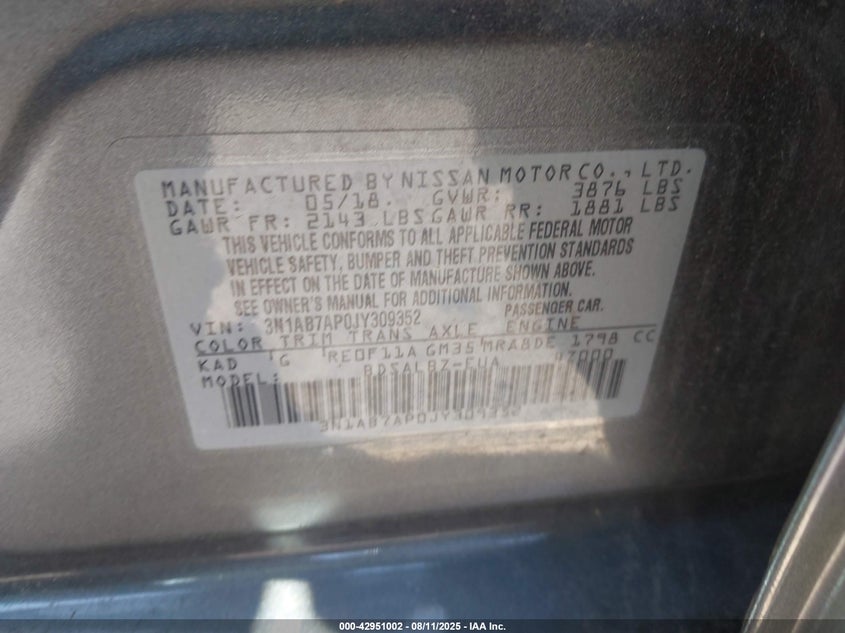 MANUFACTURED BY NISSAN MOTOR CO., LTD.
DATE: 05/18. GVWR: 3876 LBS
GAWR FR: 2143 LBS GAWR RR: 1881 LBS
THIS VEHICLE CONFORMS TO ALL APPLICABLE FEDERAL MOTOR
VEHICLE SAFETY, BUMPER AND THEFT PREVENTION STANDARDS
IN EFFECT ON THE DATE OF MANUFACTURE SHOWN ABOVE.
SEE OWNER'S MANUAL FOR ADDITIONAL INFORMATION.
VIN: 3N1AB7AP0JY309352 PASSENGER CAR.
COLOR TRIM TRANS AXLE ENGINE
KAD G RE0F11A GM35 MRA8DE 1798 CC
MODEL: BDSALB7-EUA 07000
3N1AB7AP0JY309352
000-42951002 - 08/11/2025 - IAA Inc.